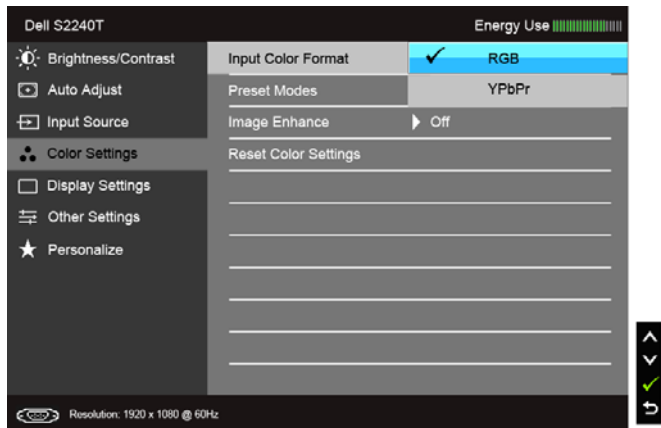 Dell S2240T Energy Use
Brightness/Contrast Input Color Format RGB
Auto Adjust Preset Modes YPbPr
Input Source Image Enhance Off
Color Settings Reset Color Settings
Display Settings
Other Settings
Personalize
Resolution: 1920 x 1080 @ 60Hz